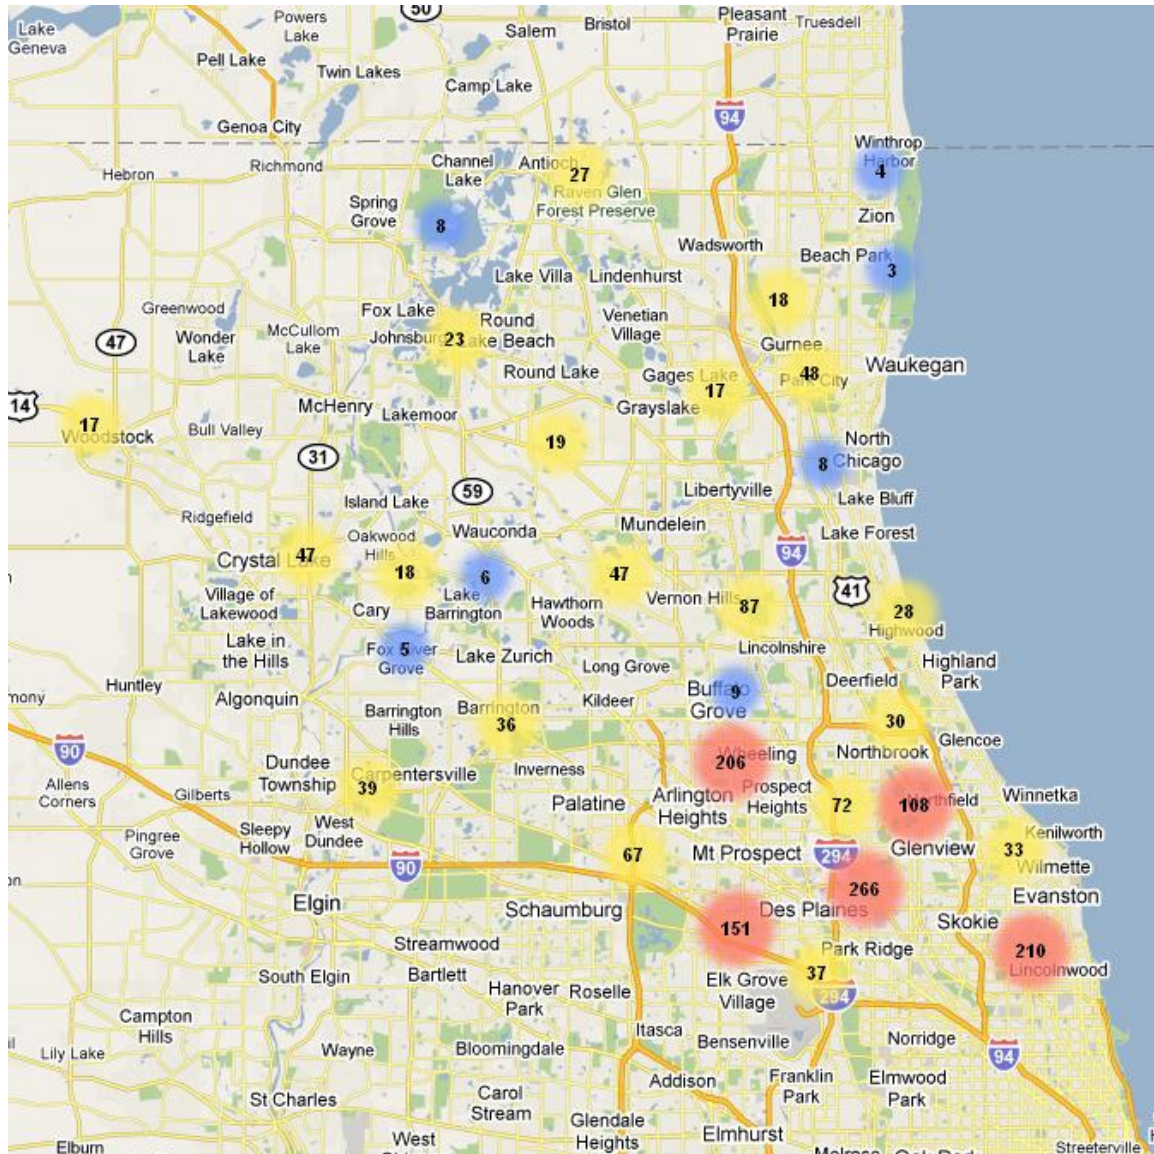 50
Powers
Lake
Pleasant
Prairie
Truesdell
Lake
Geneva
Salem
Bristol
Pell Lake
Twin Lakes
Camp Lake
94
Genoa City
Winthrop
Harbor
4
Channel
Lake
Antioch
Richmond
Hebron
27
Raven Glen
Forest Preserve
Spring
Grove
8
Zion
Wadsworth
Beach Park
3
Lake Villa
Lindenhurst
18
Greenwood
Fox Lake
Round
Lake Beach
Venetian
Village
47
Wonder
Lake
McCullom
Lake
Johnsburg
23
Gurnee
Waukegan
Round Lake
Gages Lake
48
Park City
17
14
McHenry
Lakemoor
Grayslake
17
Woodstock
Bull Valley
19
North
Chicago
8
31
59
Libertyville
Lake Bluff
Island Lake
Ridgefield
Oakwood
Hills
Wauconda
Mundelein
Lake Forest
94
Crystal Lake
47
18
6
47
41
Village of
Lakewood
Cary
Lake
Barrington
Hawthorn
Woods
Vernon Hills
87
28
Highwood
Lake in
the Hills
5
Fox River
Grove
Lake Zurich
Long Grove
Lincolnshire
Highland
Park
Huntley
Algonquin
Kildeer
Buffalo
Grove
9
Deerfield
mony
Barrington
Hills
Barrington
36
30
90
Glencoe
Northbrook
Wheeling
206
Dundee
Township
Carpentersville
39
Inverness
Allens
Corners
Gilberts
Palatine
Arlington
Heights
Prospect
Heights
72
108
Northfield
Winnetka
Pingree
Grove
Sleepy
Hollow
West
Dundee
Kenilworth
33
Wilmette
67
Mt Prospect
294
Glenview
90
on
266
Evanston
Elgin
Schaumburg
Des Plaines
151
Skokie
Streamwood
Park Ridge
210
Lincolnwood
South Elgin
Bartlett
37
Elk Grove
Village
294
Hanover
Park
Roselle
Campton
Hills
Itasca
Bensenville
Norridge
Lily Lake
Wayne
Bloomingdale
94
Addison
Franklin
Park
Elmwood
Park
St Charles
Carol
Stream
Glendale
Heights
Elmhurst
Elburn
West
Streeterville